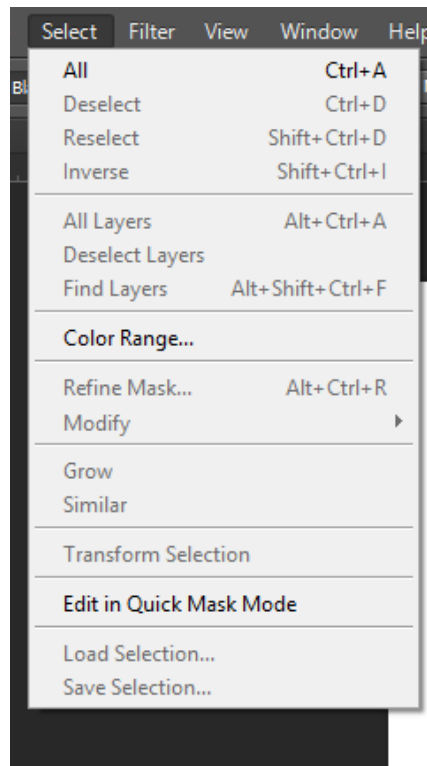 Select Filter View Window Help
Bl
All Ctrl+A
Deselect Ctrl+D
Reselect Shift+Ctrl+D
Inverse Shift+Ctrl+I
All Layers Alt+Ctrl+A
Deselect Layers
Find Layers Alt+Shift+Ctrl+F
Color Range...
Refine Mask... Alt+Ctrl+R
Modify
Grow
Similar
Transform Selection
Edit in Quick Mask Mode
Load Selection...
Save Selection...